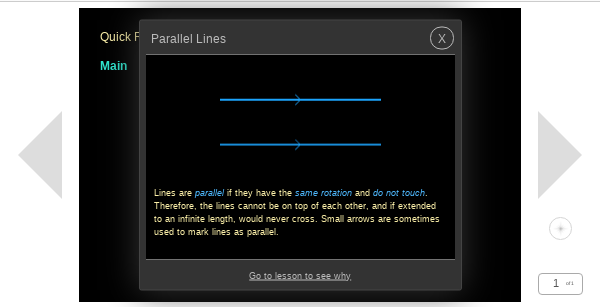 Quick
Main
Parallel Lines
X
Lines are parallel if they have the same rotation and do not touch.
Therefore, the lines cannot be on top of each other, and if extended
to an infinite length, would never cross. Small arrows are sometimes
used to mark lines as parallel.
Go to lesson to see why
1 of 1